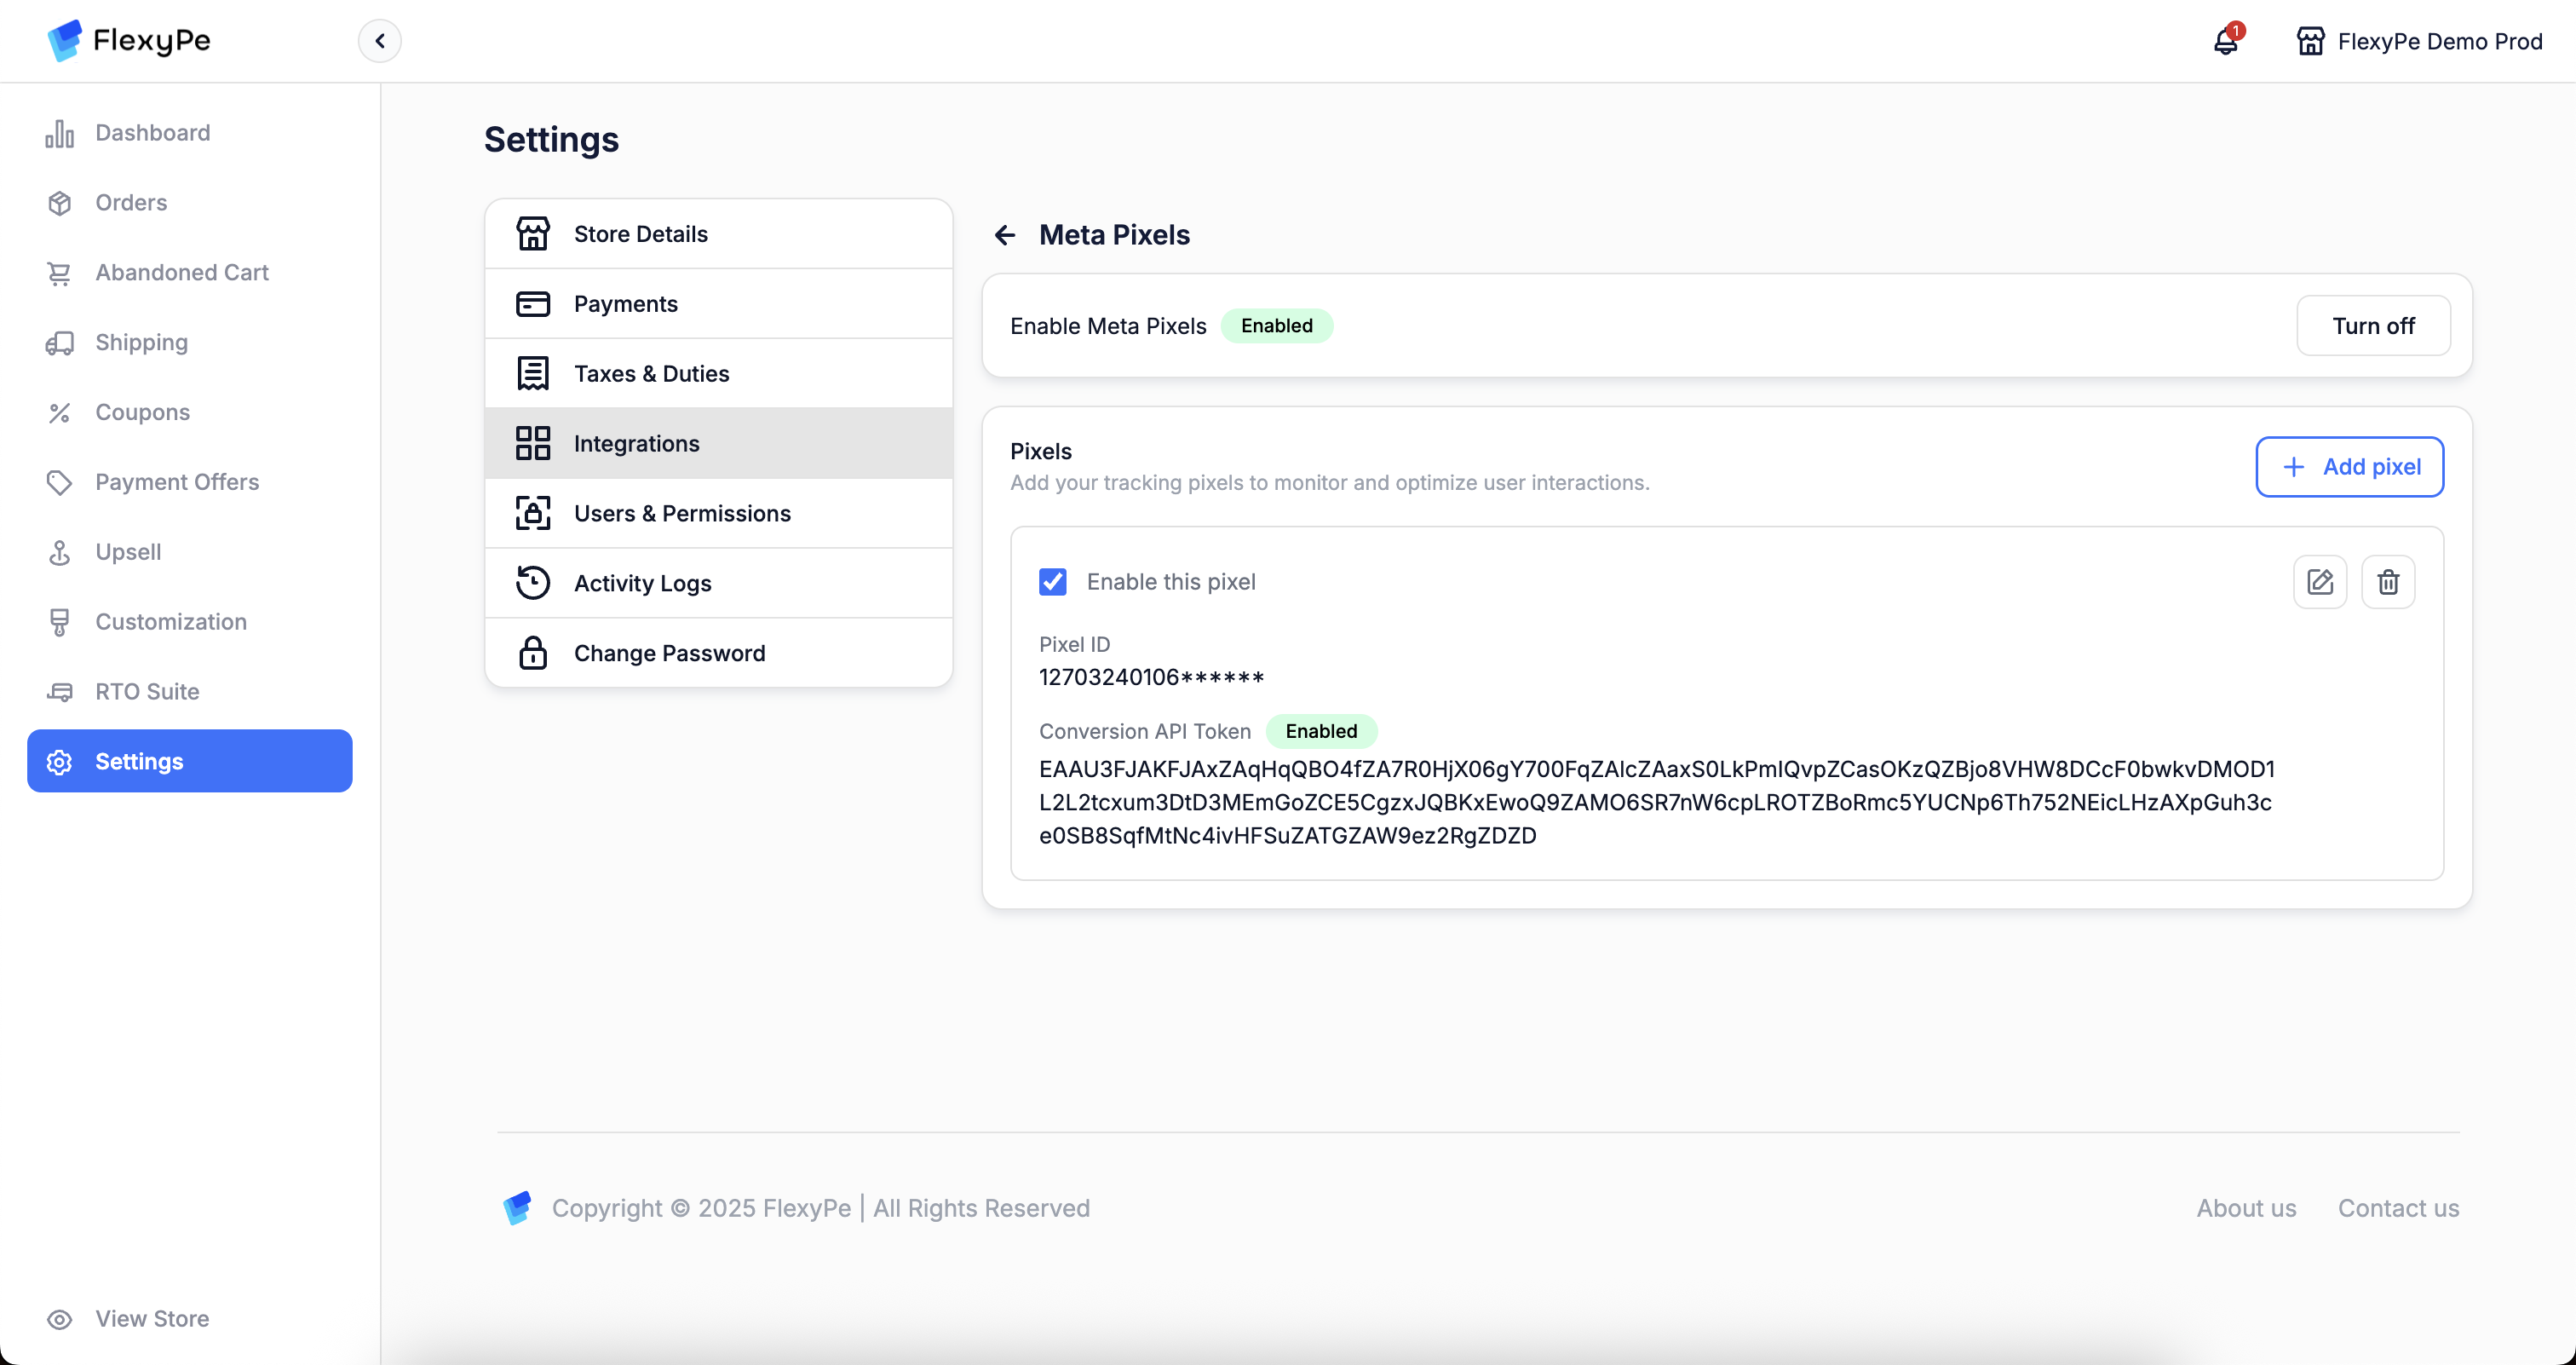 FlexyPe
1
FlexyPe Demo Prod
Dashboard
Orders
Abandoned Cart
Shipping
Coupons
Payment Offers
Upsell
Customization
RTO Suite
Settings
View Store
Settings
Store Details
Payments
Taxes & Duties
Integrations
Users & Permissions
Activity Logs
Change Password
Meta Pixels
Enable Meta Pixels Enabled
Turn off
Pixels
Add your tracking pixels to monitor and optimize user interactions.
Add pixel
Enable this pixel
Pixel ID
12703240106******
Conversion API Token Enabled
EAAU3FJAKFJAxZAqHqQBO4fZA7R0HjX06gY700FqZAlcZAaxS0LkPmIQvpZCasOKzQZBjo8VHW8DCcF0bwkvDMOD1
L2L2tcxum3DtD3MEmGoZCE5CgzxJQBKxEwoQ9ZAMO6SR7nW6cpLROTZBoRmc5YUCNp6Th752NEicLHzAXpGuh3c
e0SB8SqfMtNc4ivHFSuZATGZAW9ez2RgZDZD
Copyright © 2025 FlexyPe | All Rights Reserved
About us
Contact us